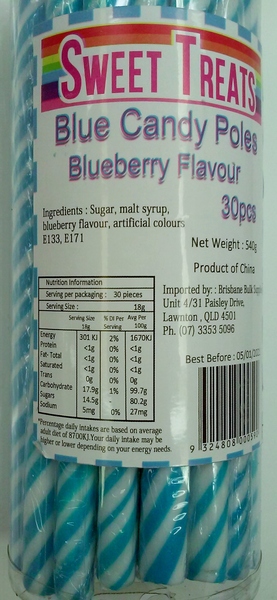 SWEET TREATS
Blue Candy Poles
Blueberry Flavour
30pcs
Ingredients : Sugar, malt syrup,
blueberry flavour, artificial colours
E133, E171
Net Weight : 540g
Product of China
Nutrition Information
Serving per packaging : 30 pieces
Serving Size : 18g
Serving Size 18g % DI Per Serving Avg Per 100g
Energy 301 KJ 2% 1670KJ
Protein <1g 0% <1g
Fat- Total <1g 0% <1g
Saturated <1g 0% <1g
Trans 0g 0% 0g
Carbohydrate 17.9g 1% 99.7g
Sugars 14.5g 80.2g
Sodium 5mg 0% 27mg
*Percentage daily intakes are based on average
adult diet of 8700KJ.Your daily intake may be
higher or lower depending on your energy needs.
Imported by: : Brisbane Bulk
Unit 4/31 Paisley Drive,
Lawnton , QLD 4501
Ph. (07) 3353 5096
Best Before : 05/01/
9 324808